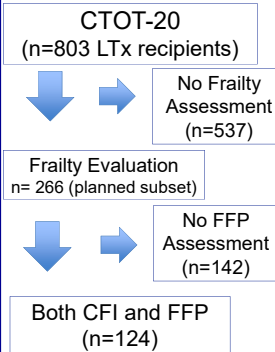 CTOT-20
(n=803 LTx recipients)
No Frailty
Assessment
(n=537)
Frailty Evaluation
n= 266 (planned subset)
No FFP
Assessment
(n=142)
Both CFI and FFP
(n=124)